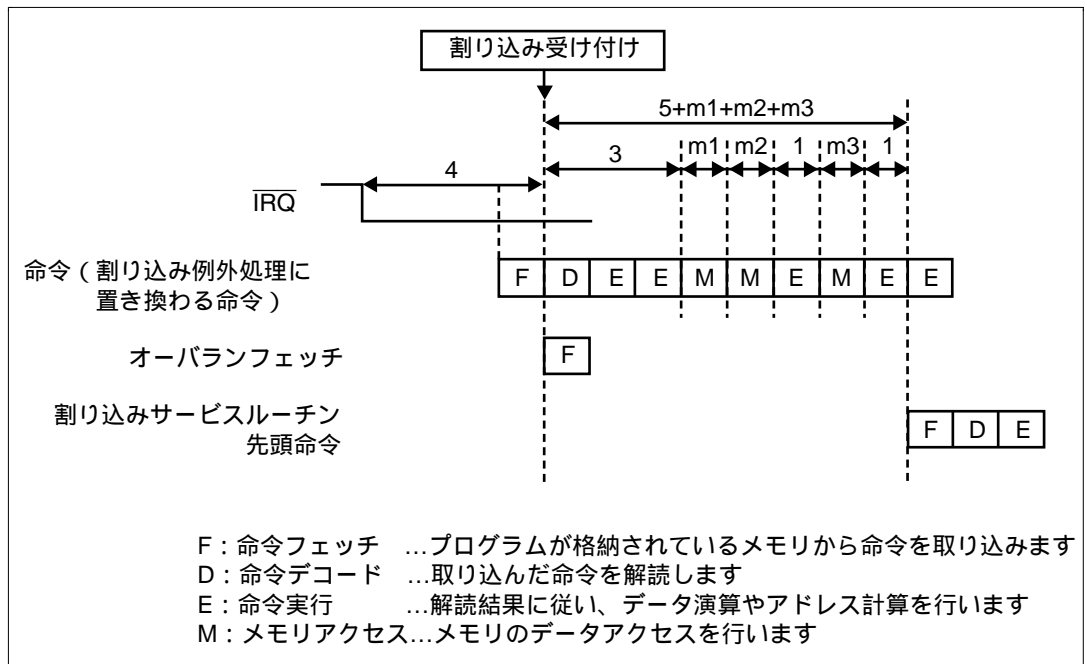 割り込み受け付け
5+m1+m2+m3
4
3
m1
m2
1
m3
1
IRQ
命令（割り込み例外処理に
置き換わる命令）
F D E E M M E M E E
オーバランフェッチ
F
割り込みサービスルーチン
先頭命令
F D E
F：命令フェッチ …プログラムが格納されているメモリから命令を取り込みます
D：命令デコード …取り込んだ命令を解読します
E：命令実行 …解読結果に従い、データ演算やアドレス計算を行います
M：メモリアクセス…メモリのデータアクセスを行います